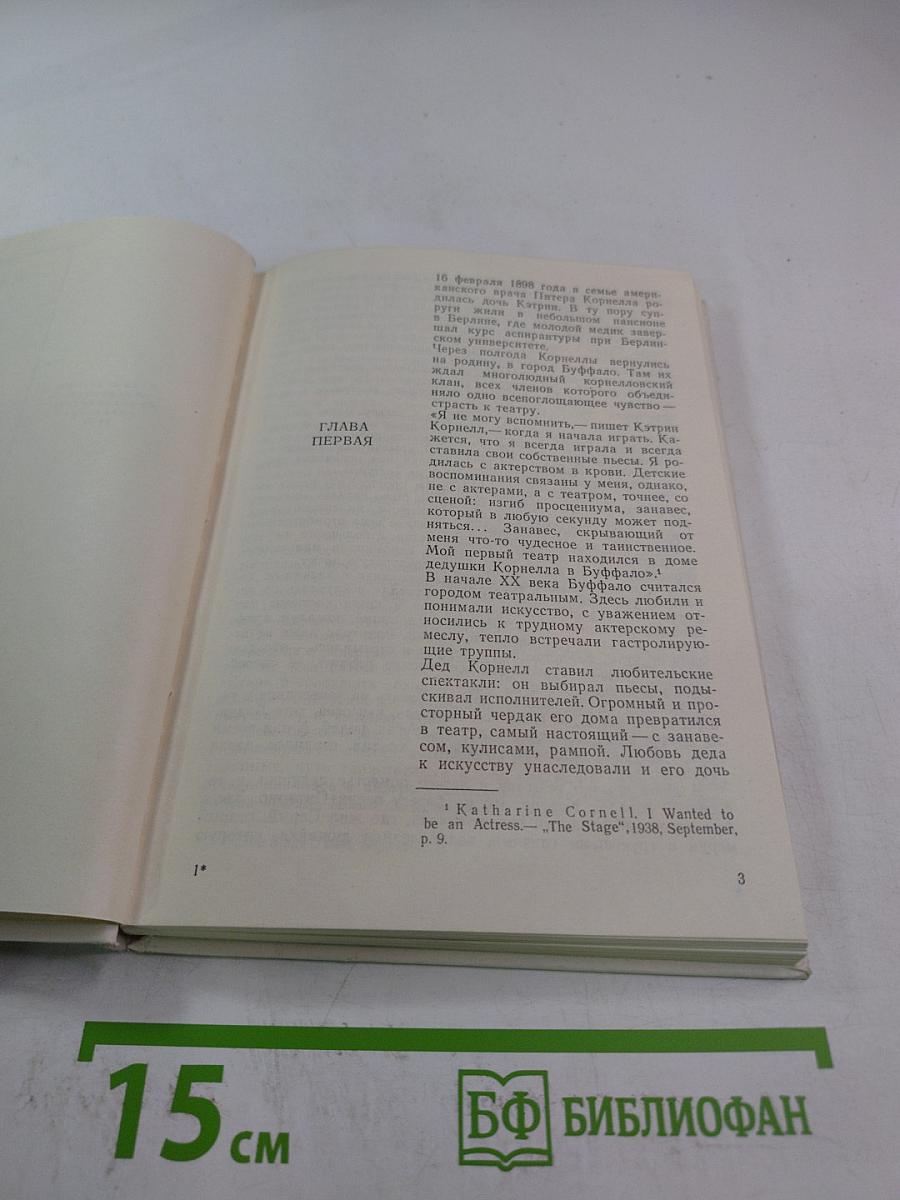 ГЛАВА
ПЕРВАЯ
16 февраля 1898 года в семье амери-
канского врача Питера Корнелла ро-
дилась дочь Кэтрин. В ту пору суп-
руги жили в небольшом пансионе
в Берлине, где молодой медик завер-
шал курс аспирантуры при Берлин-
ском университете.
Через полгода Корнеллы вернулись
на родину, в город Буффало. Там их
ждал многолюдный корнелловский
клан, всех членов которого объеди-
няло одно всепоглощающее чувство —
страсть к театру.
«Я не могу вспомнить,— пишет Кэтрин
Корнелл,— когда я начала играть. Ка-
жется, что я всегда играла и всегда
ставила свои собственные пьесы. Я ро-
дилась с актерством в крови. Детские
воспоминания связаны у меня, однако,
не с актерами, а с театром, точнее, со
сценой: изгиб просцениума, занавес,
который в любую секунду может под-
няться... Занавес, скрывающий от
меня что-то чудесное и таинственное.
Мой первый театр находился в доме
дедушки Корнелла в Буффало».¹
В начале XX века Буффало считался
городом театральным. Здесь любили и
понимали искусство, с уважением от-
носились к трудному актерскому ре-
меслу, тепло встречали гастролирую-
щие труппы.
Дед Корнелл ставил любительские
спектакли: он выбирал пьесы, поды-
скивал исполнителей. Огромный и про-
сторный чердак его дома превратился
в театр, самый настоящий — с занаве-
сом, кулисами, рампой. Любовь деда
к искусству унаследовали и его дочь
¹ Katharine Cornell. I Wanted to
be an Actress.— „The Stage“, 1938, September,
p. 9.
1*
3
15 см
БФ БИБЛИОФАН